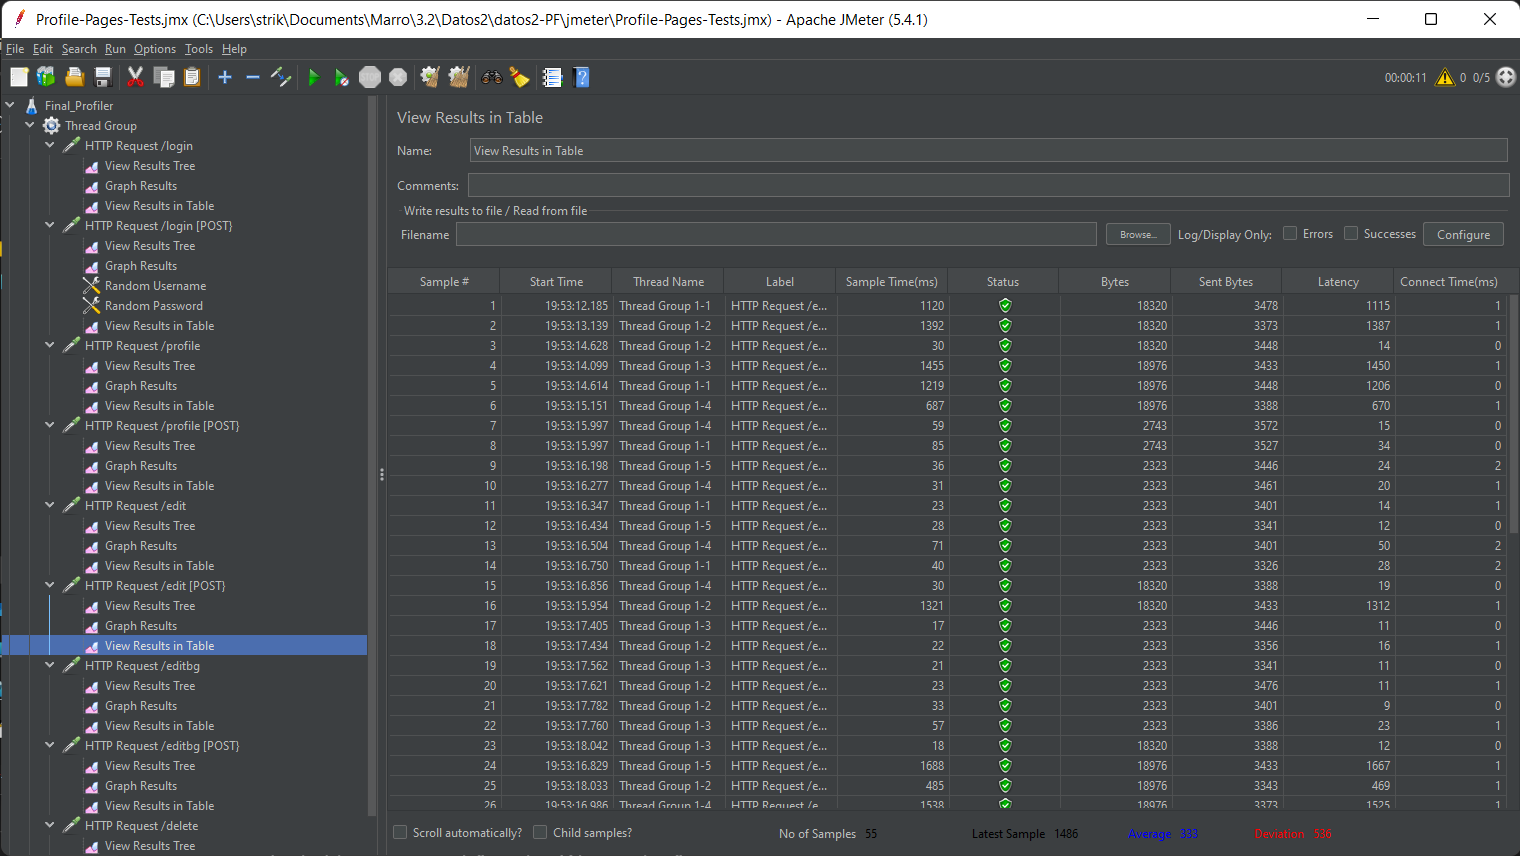 Profile-Pages-Tests.jmx (C:\Users\strik\Documents\Marro\3.2\Datos2\datos2-PF\jmeter\Profile-Pages-Tests.jmx) - Apache JMeter (5.4.1)
File Edit Search Run Options Tools Help
00:00:11 0 0/5
Final_Profiler
Thread Group
HTTP Request /login
View Results Tree
Graph Results
View Results in Table
HTTP Request /login [POST}
View Results Tree
Graph Results
Random Username
Random Password
View Results in Table
HTTP Request /profile
View Results Tree
Graph Results
View Results in Table
HTTP Request /profile [POST}
View Results Tree
Graph Results
View Results in Table
HTTP Request /edit
View Results Tree
Graph Results
View Results in Table
HTTP Request /edit [POST}
View Results Tree
Graph Results
View Results in Table
HTTP Request /editbg
View Results Tree
Graph Results
View Results in Table
HTTP Request /editbg [POST}
View Results Tree
Graph Results
View Results in Table
HTTP Request /delete
View Results Tree
View Results in Table
Name: View Results in Table
Comments:
Write results to file / Read from file
Filename Browse... Log/Display Only: Errors Successes Configure
Sample # Start Time Thread Name Label Sample Time(ms) Status Bytes Sent Bytes Latency Connect Time(ms)
1 19:53:12.185 Thread Group 1-1 HTTP Request /e... 1120 18320 3478 1115 1
2 19:53:13.139 Thread Group 1-2 HTTP Request /e... 1392 18320 3373 1387 1
3 19:53:14.628 Thread Group 1-2 HTTP Request /e... 30 18320 3448 14 0
4 19:53:14.099 Thread Group 1-3 HTTP Request /e... 1455 18976 3433 1450 1
5 19:53:14.614 Thread Group 1-1 HTTP Request /e... 1219 18976 3448 1206 0
6 19:53:15.151 Thread Group 1-4 HTTP Request /e... 687 18976 3388 670 1
7 19:53:15.997 Thread Group 1-4 HTTP Request /e... 59 2743 3572 15 0
8 19:53:15.997 Thread Group 1-1 HTTP Request /e... 85 2743 3527 34 0
9 19:53:16.198 Thread Group 1-5 HTTP Request /e... 36 2323 3446 24 2
10 19:53:16.277 Thread Group 1-4 HTTP Request /e... 31 2323 3461 20 1
11 19:53:16.347 Thread Group 1-1 HTTP Request /e... 23 2323 3401 14 1
12 19:53:16.434 Thread Group 1-5 HTTP Request /e... 28 2323 3341 12 0
13 19:53:16.504 Thread Group 1-4 HTTP Request /e... 71 2323 3401 50 2
14 19:53:16.750 Thread Group 1-1 HTTP Request /e... 40 2323 3326 28 2
15 19:53:16.856 Thread Group 1-4 HTTP Request /e... 30 18320 3388 19 0
16 19:53:15.954 Thread Group 1-2 HTTP Request /e... 1321 18320 3433 1312 1
17 19:53:17.405 Thread Group 1-3 HTTP Request /e... 17 2323 3446 11 0
18 19:53:17.434 Thread Group 1-2 HTTP Request /e... 22 2323 3356 16 1
19 19:53:17.562 Thread Group 1-3 HTTP Request /e... 21 2323 3341 11 0
20 19:53:17.621 Thread Group 1-2 HTTP Request /e... 23 2323 3476 11 1
21 19:53:17.782 Thread Group 1-2 HTTP Request /e... 33 2323 3401 9 0
22 19:53:17.760 Thread Group 1-3 HTTP Request /e... 57 2323 3386 23 1
23 19:53:18.042 Thread Group 1-3 HTTP Request /e... 18 18320 3388 12 0
24 19:53:16.829 Thread Group 1-5 HTTP Request /e... 1688 18976 3433 1667 1
25 19:53:18.033 Thread Group 1-2 HTTP Request /e... 485 18976 3343 469 1
26 19:53:16.986 Thread Group 1-4 HTTP Request /e... 1538 18976 3373 1525 1
Scroll automatically? Child samples? No of Samples 55 Latest Sample 1486 Average 383 Deviation 536